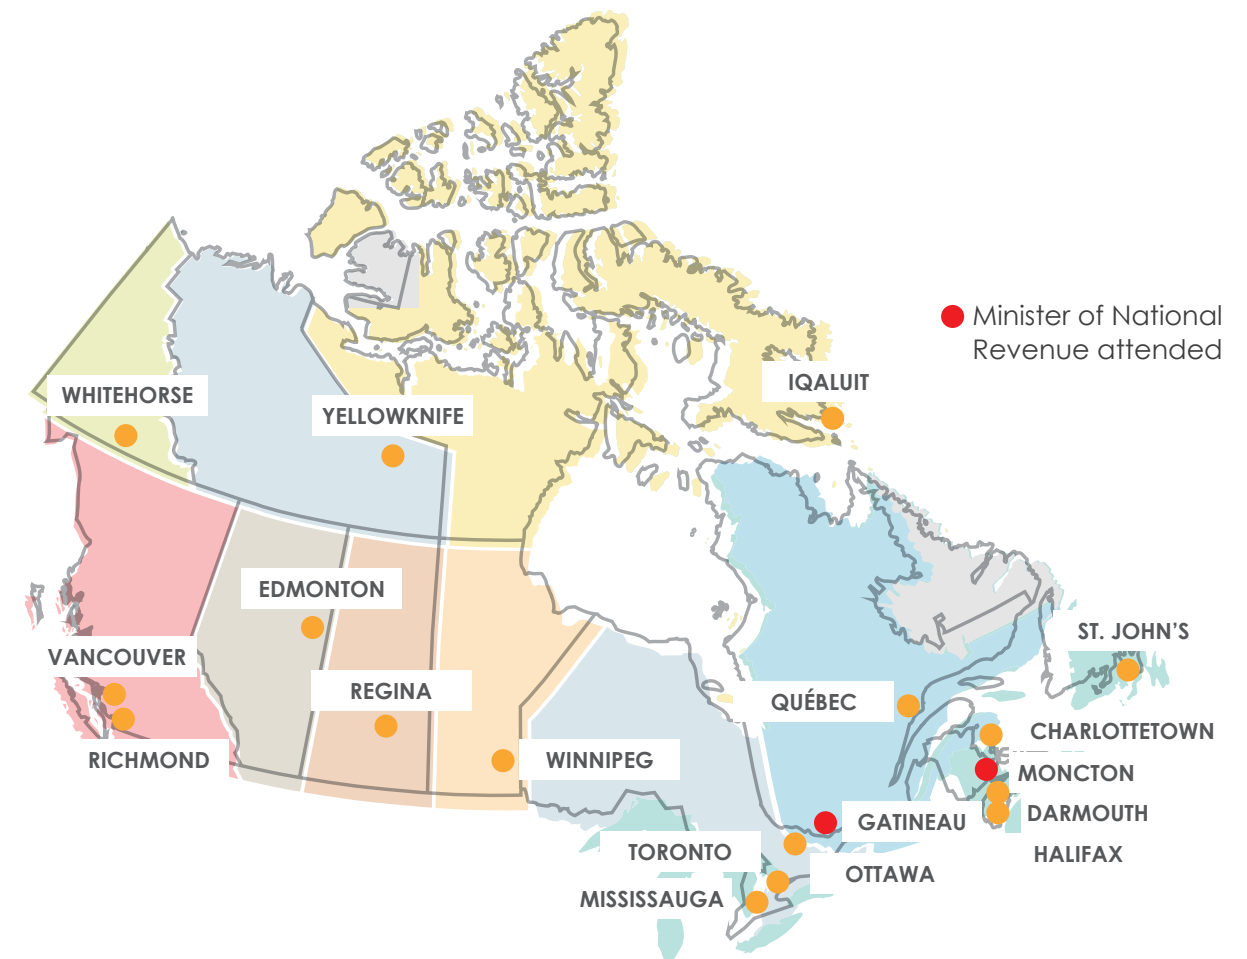 Minister of National
Revenue attended
IQALUIT
WHITEHORSE
YELLOWKNIFE
EDMONTON
ST. JOHN'S
VANCOUVER
REGINA
QUÉBEC
CHARLOTTETOWN
RICHMOND
WINNIPEG
MONCTON
DARMOUTH
GATINEAU
TORONTO
HALIFAX
OTTAWA
MISSISSAUGA